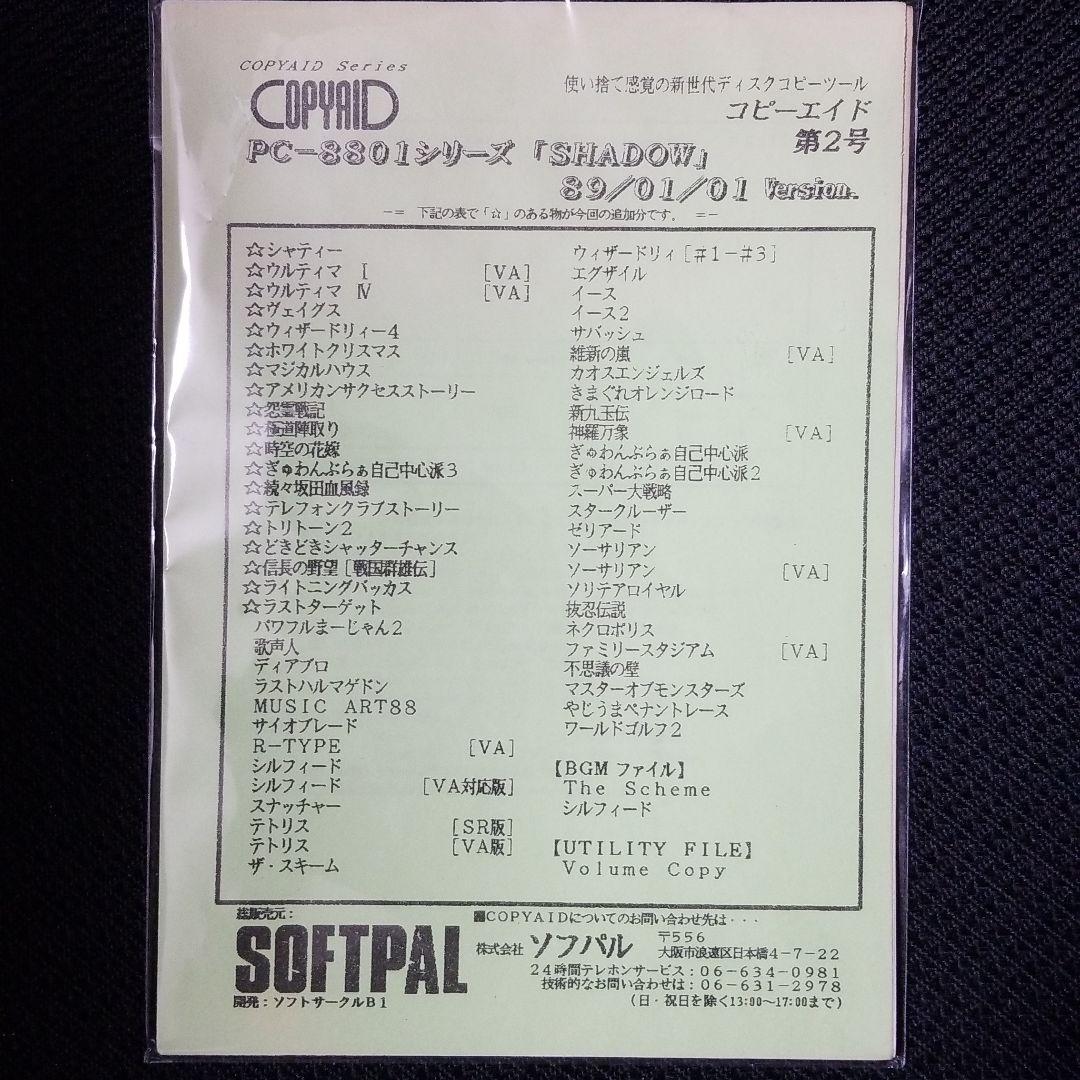 COPYAID Series
COPYAID
使い捨て感覚の新世代ディスクコピーツール
コピーエイド
第2号
PC-8801シリーズ「SHADOW」
89/01/01 Version.
-= 下記の表で「☆」のある物が今回の追加分です。 =-
☆シャティー
☆ウルティマ Ⅰ [VA]
☆ウルティマ Ⅳ [VA]
☆ヴェイグス
☆ウィザードリィー4
☆ホワイトクリスマス
☆マジカルハウス
☆アメリカンサクセスストーリー
☆怨霊戦記
☆極道陣取り
☆時空の花嫁
☆ぎゅわんぶらぁ自己中心派3
☆続々坂田血風録
☆テレフォンクラブストーリー
☆トリトーン2
☆どきどきシャッターチャンス
☆信長の野望[戦国群雄伝]
☆ライトニングバッカス
☆ラストターゲット
パワフルまーじゃん2
歌声人
ディアブロ
ラストハルマゲドン
MUSIC ART88
サイオブレード
R-TYPE [VA]
シルフィード
シルフィード [VA対応版]
スナッチャー
テトリス [SR版]
テトリス [VA版]
ザ・スキーム
ウィザードリィ[#1-#3]
エグザイル
イース
イース2
サバッシュ
維新の嵐 [VA]
カオスエンジェルズ
きまぐれオレンジロード
新九玉伝
神羅万象 [VA]
ぎゅわんぶらぁ自己中心派
ぎゅわんぶらぁ自己中心派2
スーパー大戦略
スタークルーザー
ゼリアード
ソーサリアン
ソーサリアン [VA]
ソリテアロイヤル
抜忍伝説
ネクロポリス
ファミリースタジアム [VA]
不思議の壁
マスターオブモンスターズ
やじうまペナントレース
ワールドゴルフ2
【BGMファイル】
The Scheme
シルフィード
【UTILITY FILE】
Volume Copy
総販売元:
SOFTPAL
開発:ソフトサークルB1
■COPYAIDについてのお問い合わせ先は・・・
株式会社 ソフパル 〒556
大阪市浪速区日本橋4-7-22
24時間テレホンサービス:06-634-0981
技術的なお問い合わせは:06-631-2978
(日・祝日を除く13:00~17:00まで)